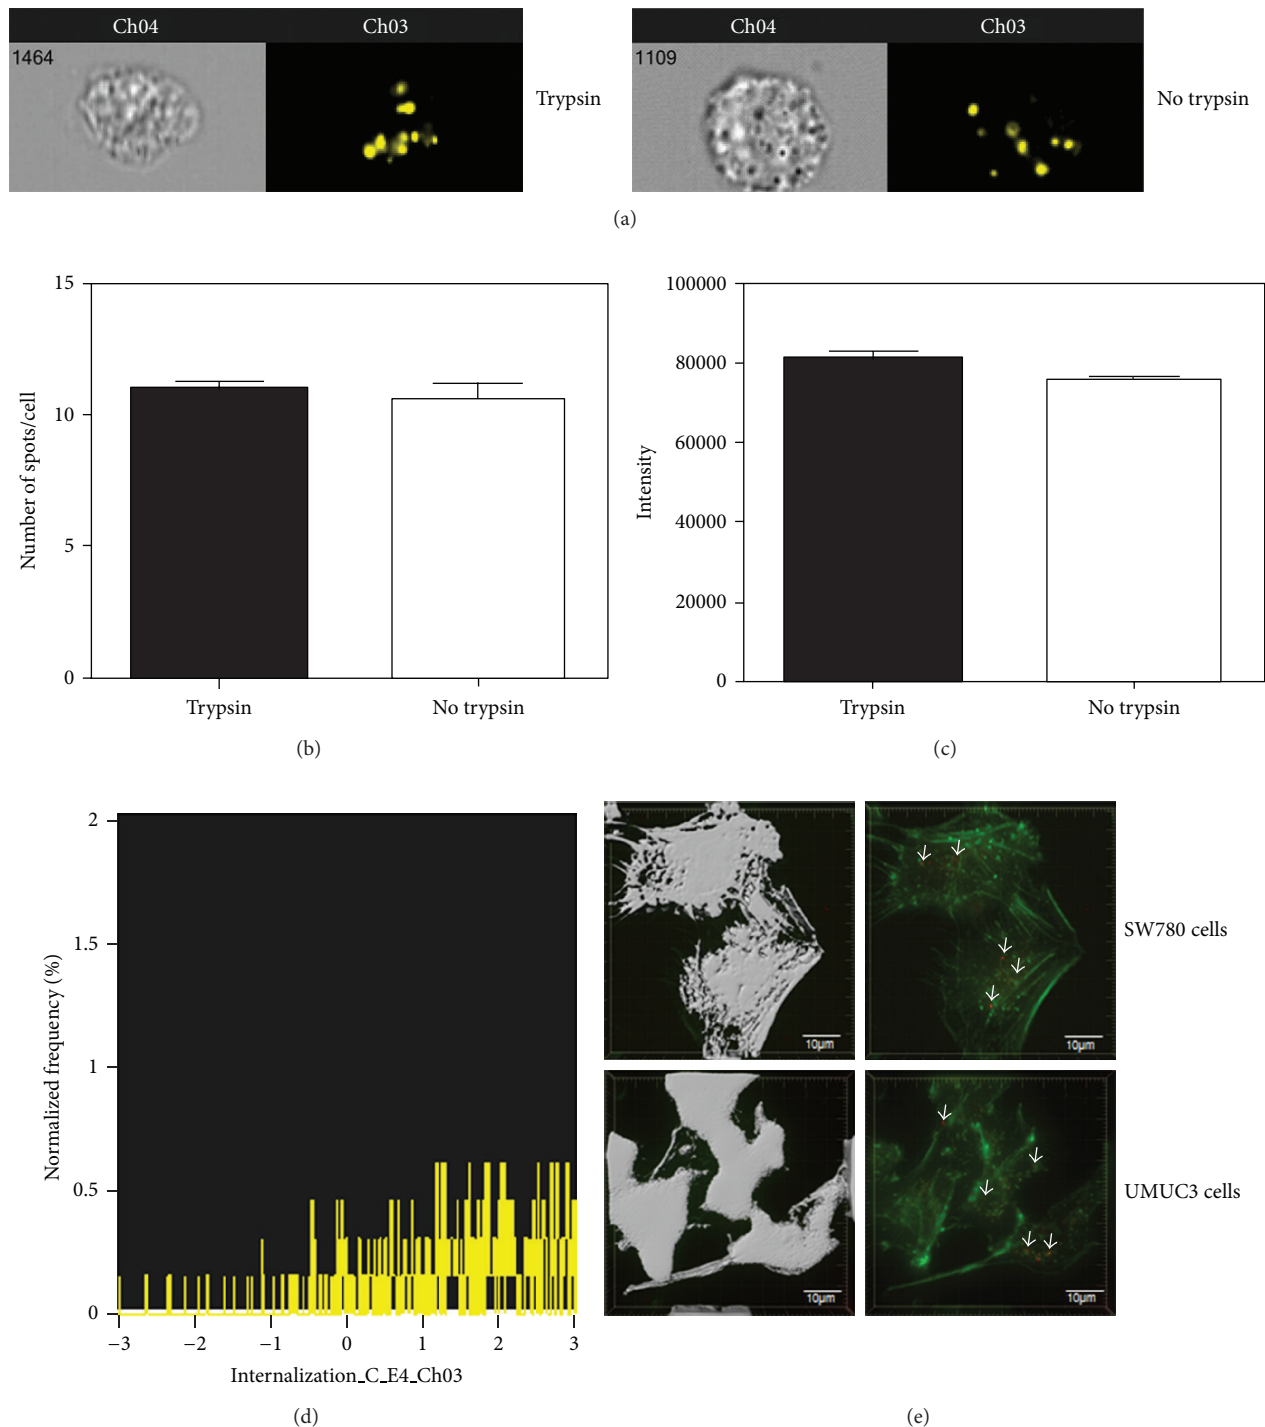 Ch04 Ch03
1464
Trypsin
Ch04 Ch03
1109
No trypsin
(a)
15
10
5
0
Number of spots/cell
Trypsin No trypsin
(b)
100000
80000
60000
40000
20000
0
Intensity
Trypsin No trypsin
(c)
2
1.5
1
0.5
0
Normalized frequency (%)
−3 −2 −1 0 1 2 3
Internalization_C_E4_Ch03
(d)
10μm
10μm
SW780 cells
10μm
10μm
UMUC3 cells
(e)